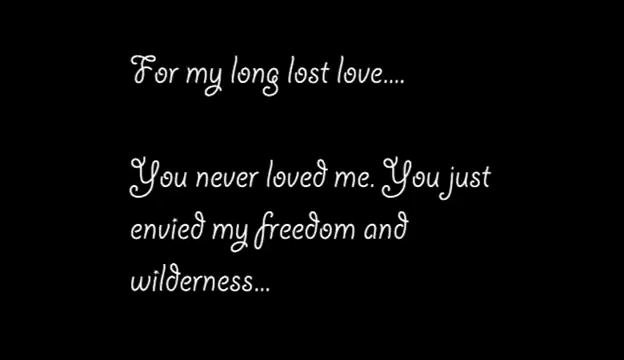 For my long lost love....
You never loved me. You just
envied my freedom and
wilderness...